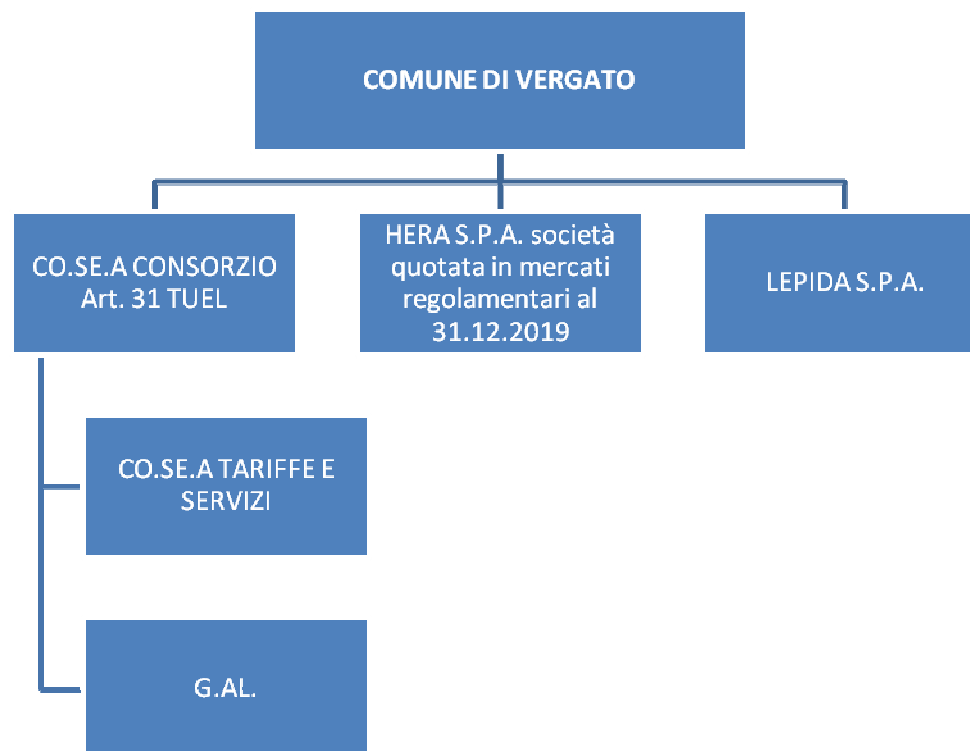 COMUNE DI VERGATO
CO.SE.A CONSORZIO
Art. 31 TUEL
HERA S.P.A. società
quotata in mercati
regolamentari al
31.12.2019
LEPIDA S.P.A.
CO.SE.A TARIFFE E
SERVIZI
G.AL.